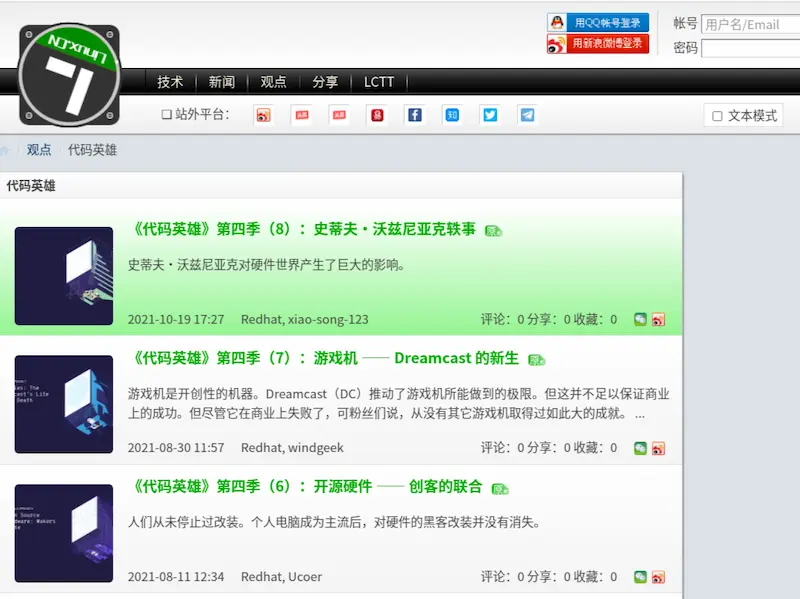 用QQ帐号登录
帐号 用户名/Email
用新浪微博登录
密码
技术 新闻 观点 分享 LCTT
站外平台：
文本模式
观点 代码英雄
代码英雄
《代码英雄》第四季（8）：史蒂夫・沃兹尼亚克轶事
史蒂夫・沃兹尼亚克对硬件世界产生了巨大的影响。
2021-10-19 17:27 Redhat, xiao-song-123 评论：0 分享：0 收藏：0
《代码英雄》第四季（7）：游戏机 —— Dreamcast 的新生
游戏机是开创性的机器。Dreamcast（DC）推动了游戏机所能做到的极限。但这并不足以保证商业
上的成功。但尽管它在商业上失败了，可粉丝们说，从没有其它游戏机取得过如此大的成就。 ...
2021-08-30 11:57 Redhat, windgeek 评论：0 分享：0 收藏：0
《代码英雄》第四季（6）：开源硬件 —— 创客的联合
人们从未停止过改装。个人电脑成为主流后，对硬件的黑客改装并没有消失。
2021-08-11 12:34 Redhat, Ucoer 评论：0 分享：0 收藏：0